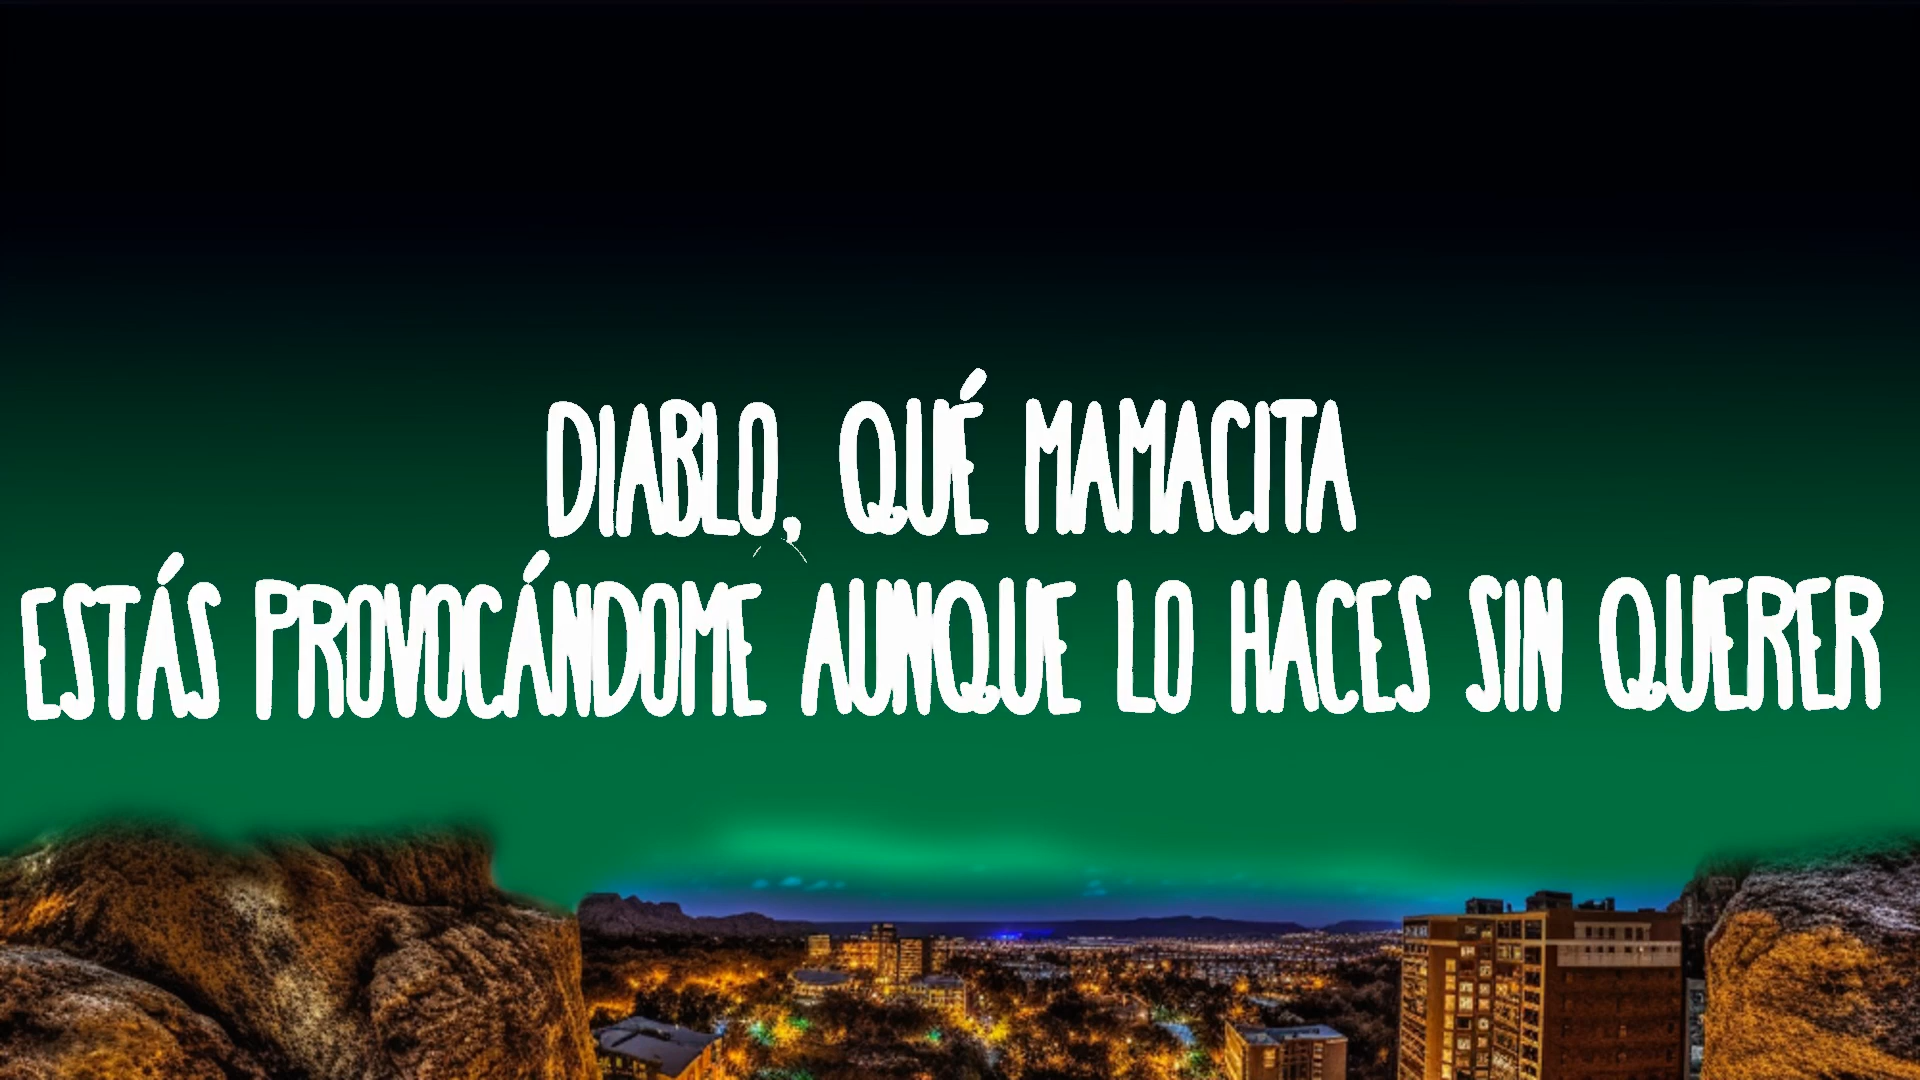 DIABLO, QUÉ MAMACITA
ESTÁS PROVOCÁNDOME AUNQUE LO HACES SIN QUERER